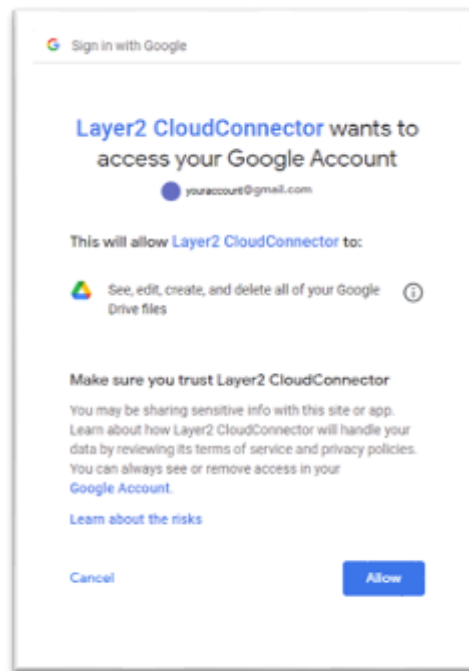 Sign in with Google
Layer2 CloudConnector wants to
access your Google Account
youraccount@gmail.com
This will allow Layer2 CloudConnector to:
See, edit, create, and delete all of your Google
Drive files
Make sure you trust Layer2 CloudConnector
You may be sharing sensitive info with this site or app.
Learn about how Layer2 CloudConnector will handle your
data by reviewing its terms of service and privacy policies.
You can always see or remove access in your
Google Account.
Learn about the risks
Cancel
Allow